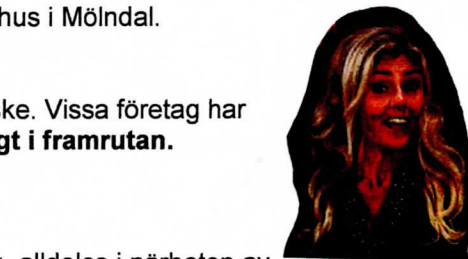 hus i Mölndal.
ke. Vissa företag har
gt i framrutan.
alldeles i närheten av